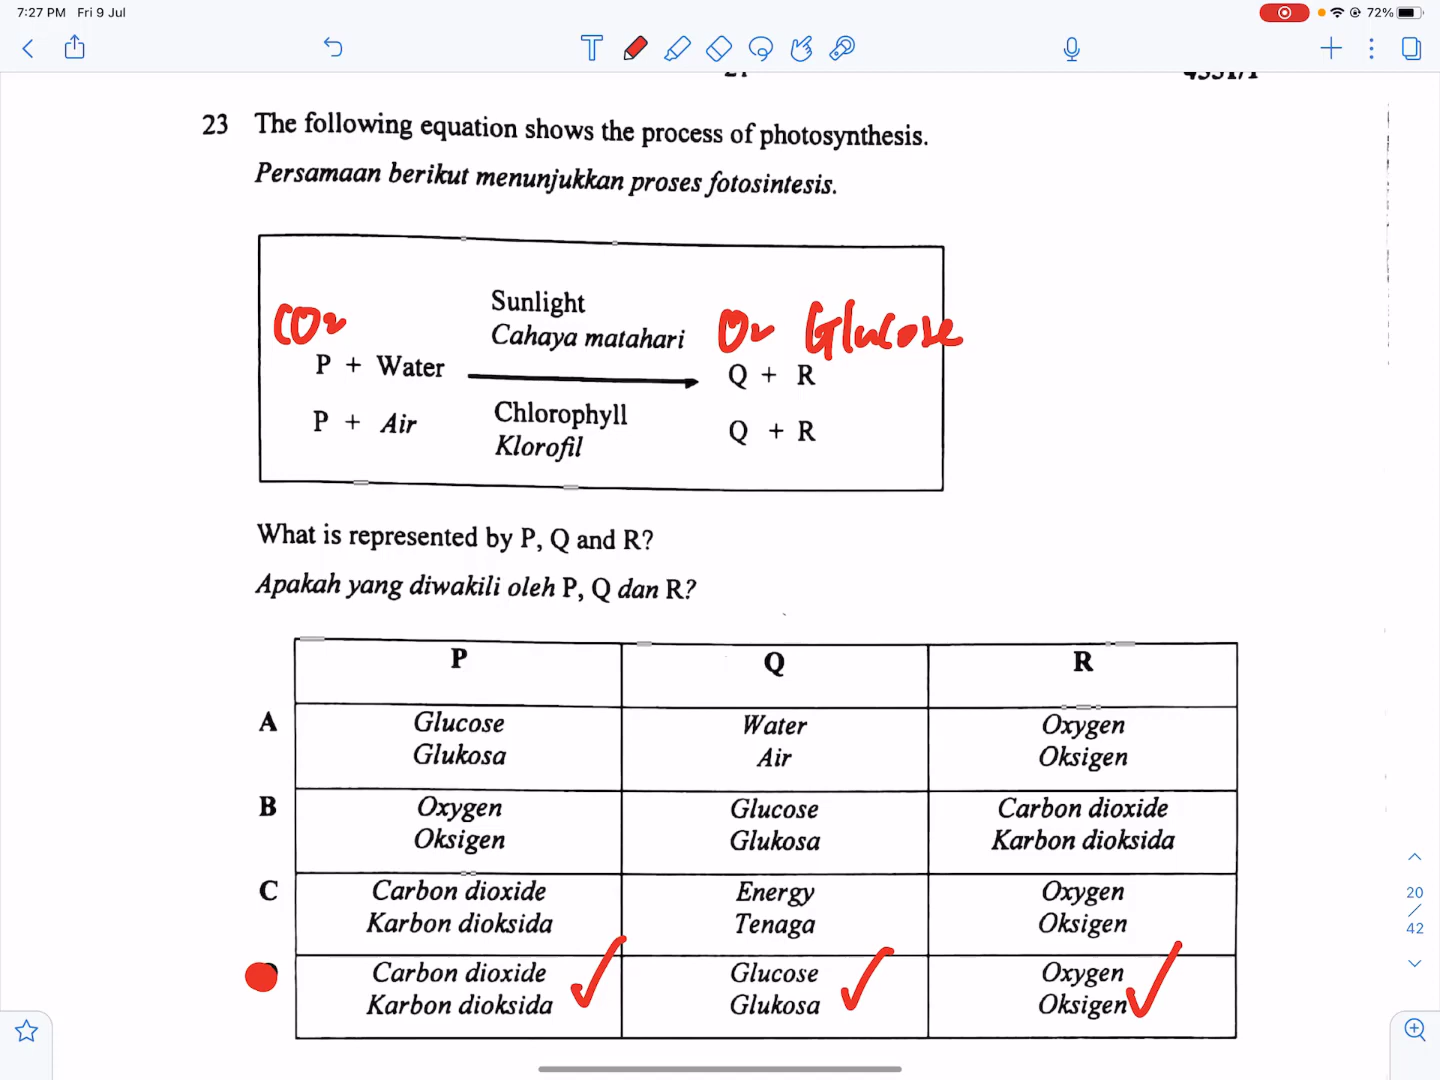 7:27 PM Fri 9 Jul
72%
23 The following equation shows the process of photosynthesis.
Persamaan berikut menunjukkan proses fotosintesis.
CO2
Sunlight
Cahaya matahari
O2 Glucose
P + Water
Q + R
P + Air
Chlorophyll
Klorofil
Q + R
What is represented by P, Q and R?
Apakah yang diwakili oleh P, Q dan R?
P Q R
A Glucose Water Oxygen
Glukosa Air Oksigen
B Oxygen Glucose Carbon dioxide
Oksigen Glukosa Karbon dioksida
C Carbon dioxide Energy Oxygen
Karbon dioksida Tenaga Oksigen
Carbon dioxide Glucose Oxygen
Karbon dioksida Glukosa Oksigen
20
/
42